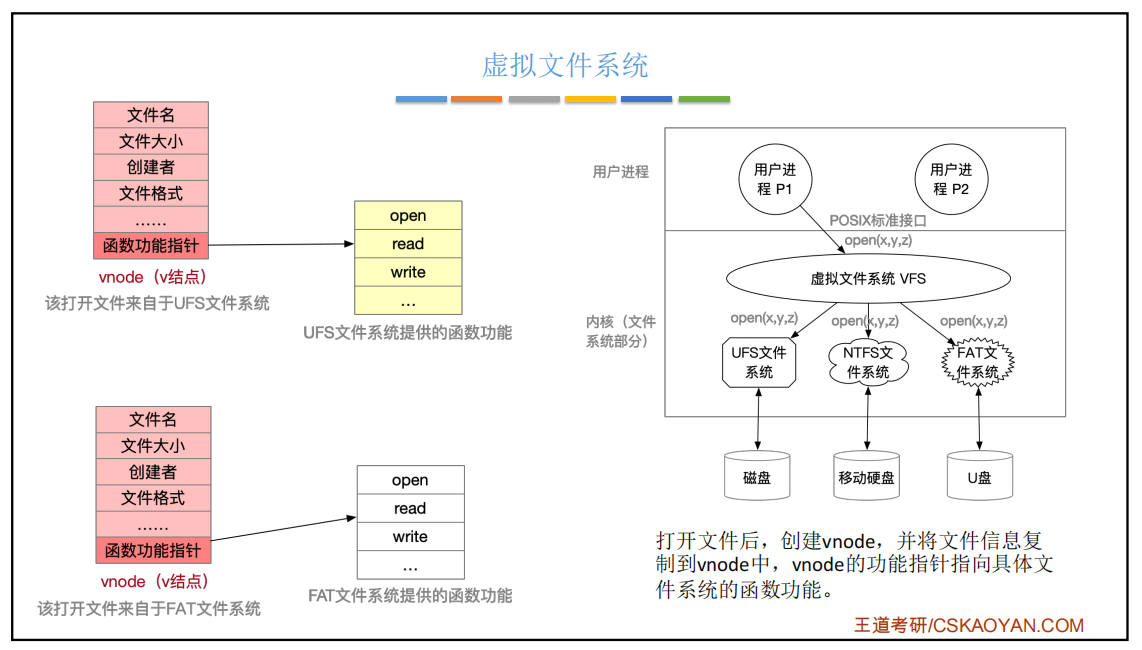 虚拟文件系统
文件名
文件大小
创建者
文件格式
……
函数功能指针
vnode（v结点）
该打开文件来自于UFS文件系统
open
read
write
...
UFS文件系统提供的函数功能
文件名
文件大小
创建者
文件格式
……
函数功能指针
vnode（v结点）
该打开文件来自于FAT文件系统
open
read
write
...
FAT文件系统提供的函数功能
用户进程
用户进
程 P1
用户进
程 P2
POSIX标准接口
open(x,y,z)
虚拟文件系统 VFS
内核（文件
系统部分）
open(x,y,z)
open(x,y,z)
open(x,y,z)
UFS文件
系统
NTFS文
件系统
FAT文
件系统
磁盘
移动硬盘
U盘
打开文件后，创建vnode，并将文件信息复
制到vnode中，vnode的功能指针指向具体文
件系统的函数功能。
王道考研/CSKAOYAN.COM